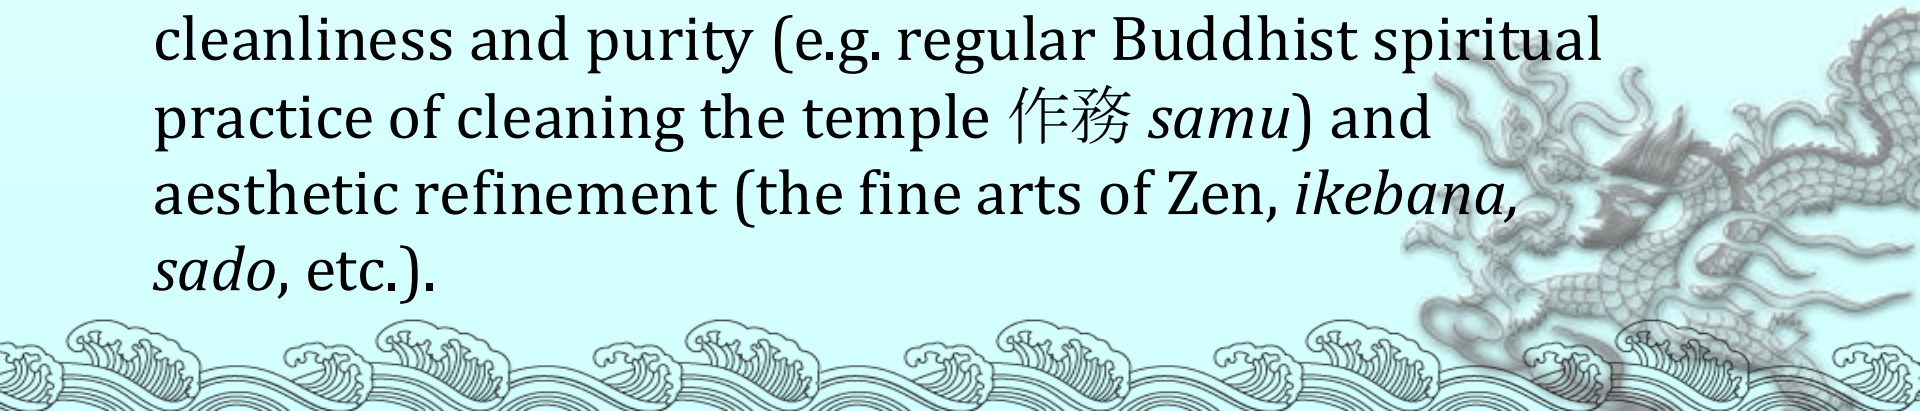 cleanliness and purity (e.g. regular Buddhist spiritual
practice of cleaning the temple 作務 samu) and
aesthetic refinement (the fine arts of Zen, ikebana,
sado, etc.).